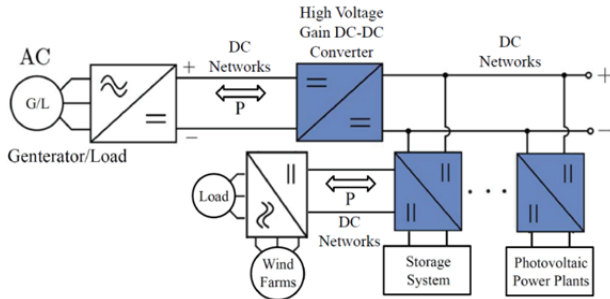 High Voltage
Gain DC-DC
Converter
AC
DC
Networks
DC
Networks
+
+
G/L
P
−
−
Genterator/Load
Load
P
DC
Networks
Wind
Farms
Storage
System
Photovoltaic
Power Plants